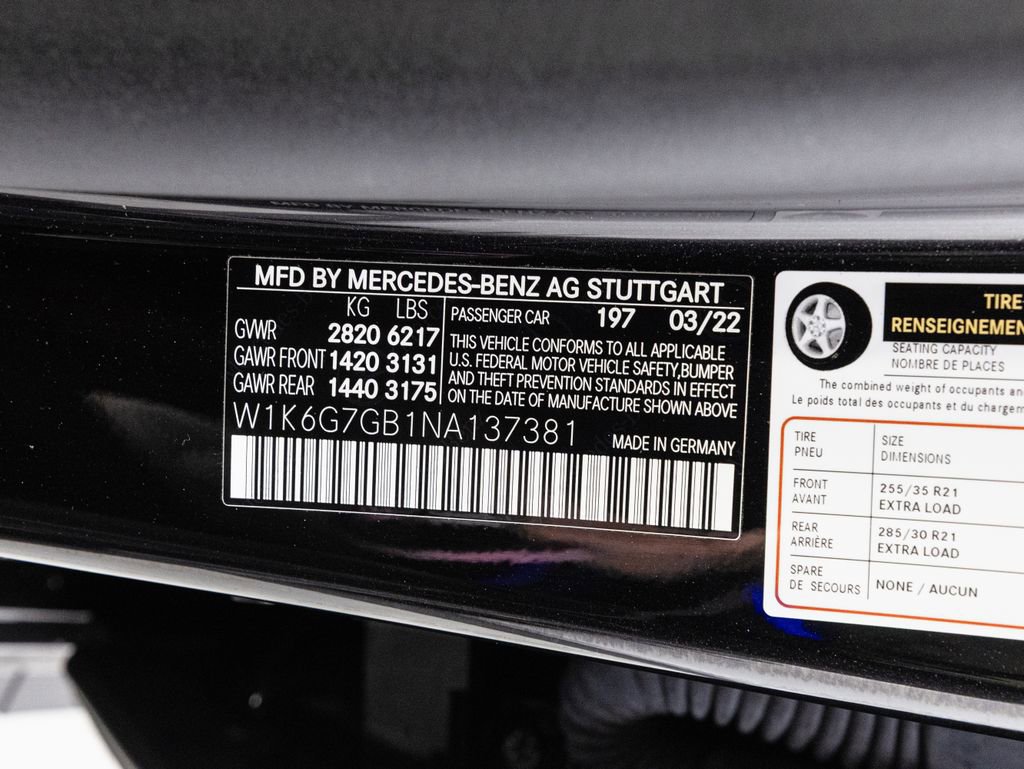 MFD BY MERCEDES-BENZ AG STUTTGART
KG LBS
GVWR 2820 6217
GAWR FRONT 1420 3131
GAWR REAR 1440 3175
PASSENGER CAR 197 03/22
THIS VEHICLE CONFORMS TO ALL APPLICABLE
U.S. FEDERAL MOTOR VEHICLE SAFETY,BUMPER
AND THEFT PREVENTION STANDARDS IN EFFECT
ON THE DATE OF MANUFACTURE SHOWN ABOVE
W1K6G7GB1NA137381
MADE IN GERMANY
TIRE
RENSEIGNEMEN
SEATING CAPACITY
NOMBRE DE PLACES
The combined weight of occupants an
Le poids total des occupants et du chargem
TIRE
PNEU
SIZE
DIMENSIONS
FRONT
AVANT
255/35 R21
EXTRA LOAD
REAR
ARRIÈRE
285/30 R21
EXTRA LOAD
SPARE
DE SECOURS
NONE / AUCUN